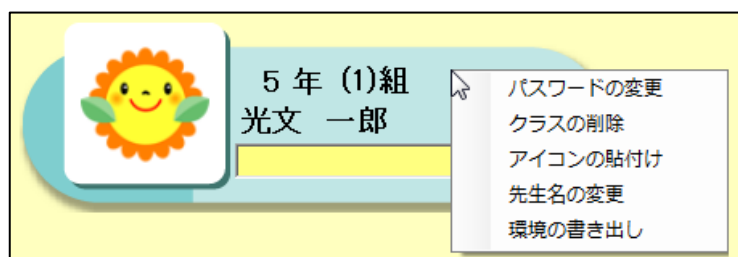 5 年 (1)組
光文 一郎
パスワードの変更
クラスの削除
アイコンの貼付け
先生名の変更
環境の書き出し